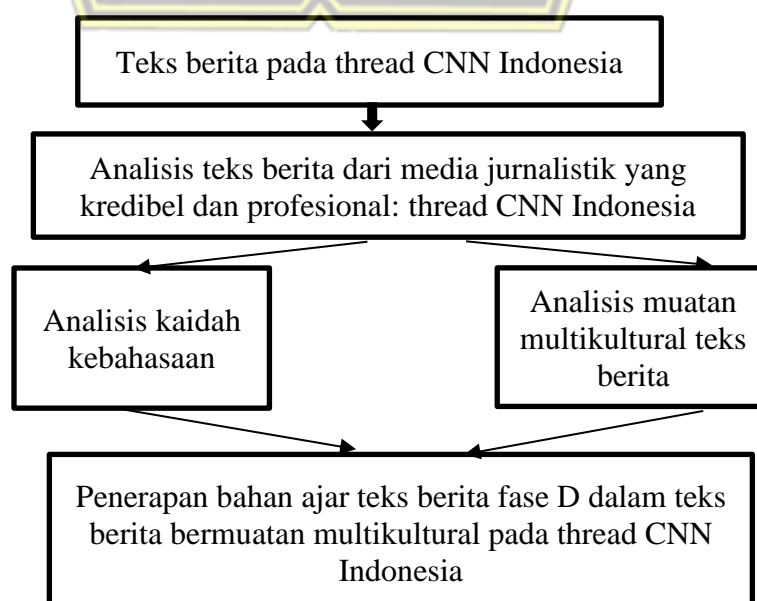 Teks berita pada thread CNN Indonesia
Analisis teks berita dari media jurnalistik yang
kredibel dan profesional: thread CNN Indonesia
Analisis kaidah
kebahasaan
Analisis muatan
multikultural teks
berita
Penerapan bahan ajar teks berita fase D dalam teks
berita bermuatan multikultural pada thread CNN
Indonesia